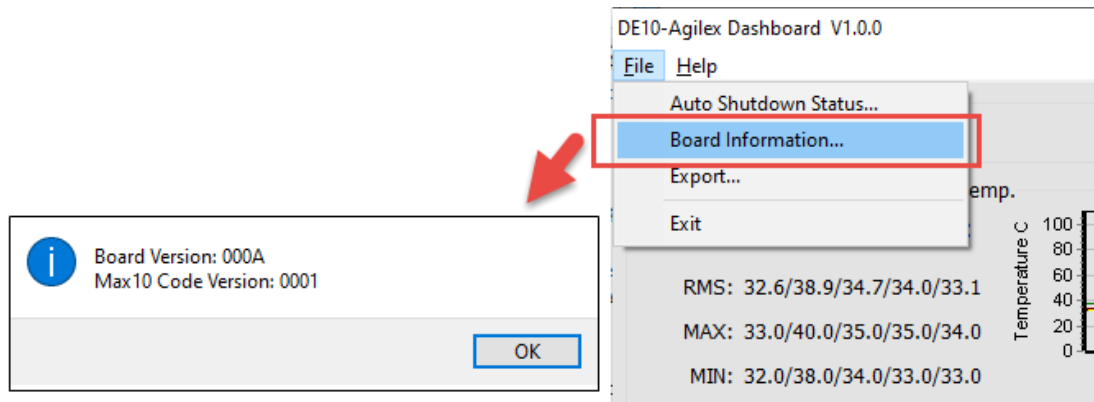 DE10-Agilex Dashboard V1.0.0
File Help
Auto Shutdown Status...
Board Information...
Export...
Exit
emp.
RMS: 32.6/38.9/34.7/34.0/33.1
MAX: 33.0/40.0/35.0/35.0/34.0
MIN: 32.0/38.0/34.0/33.0/33.0
Temperature C
100
80
60
40
20
0
Board Version: 000A
Max10 Code Version: 0001
OK